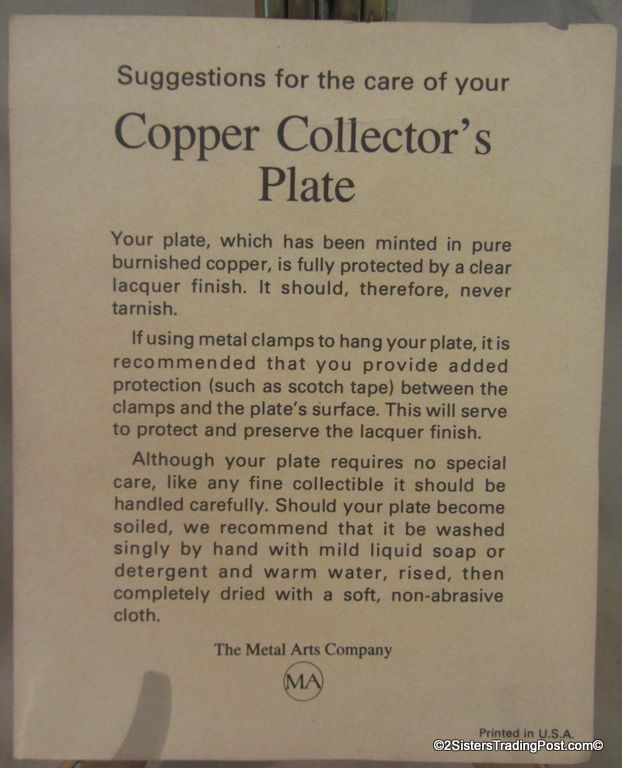 Suggestions for the care of your
Copper Collector's
Plate
Your plate, which has been minted in pure
burnished copper, is fully protected by a clear
lacquer finish. It should, therefore, never
tarnish.
If using metal clamps to hang your plate, it is
recommended that you provide added
protection (such as scotch tape) between the
clamps and the plate's surface. This will serve
to protect and preserve the lacquer finish.
Although your plate requires no special
care, like any fine collectible it should be
handled carefully. Should your plate become
soiled, we recommend that it be washed
singly by hand with mild liquid soap or
detergent and warm water, rised, then
completely dried with a soft, non-abrasive
cloth.
The Metal Arts Company
MA
Printed in U.S.A.
©2SistersTradingPost.com©